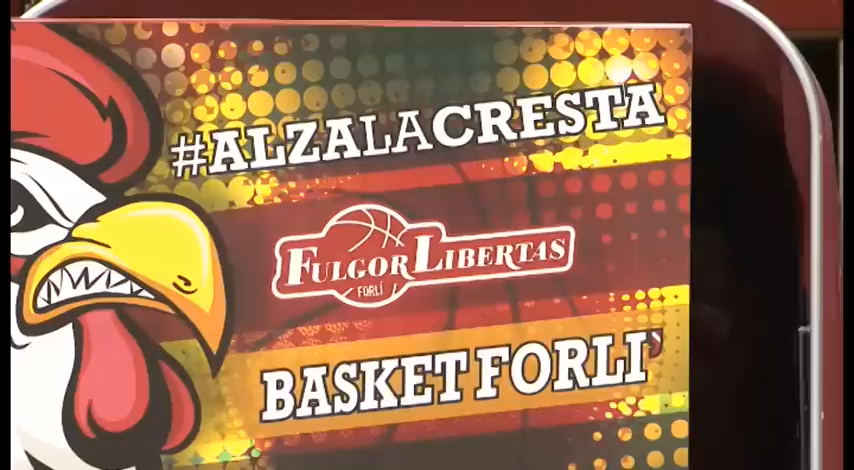 #ALZALACRESTA
FULGOR LIBERTAS
FORLÌ
BASKET FORLI'